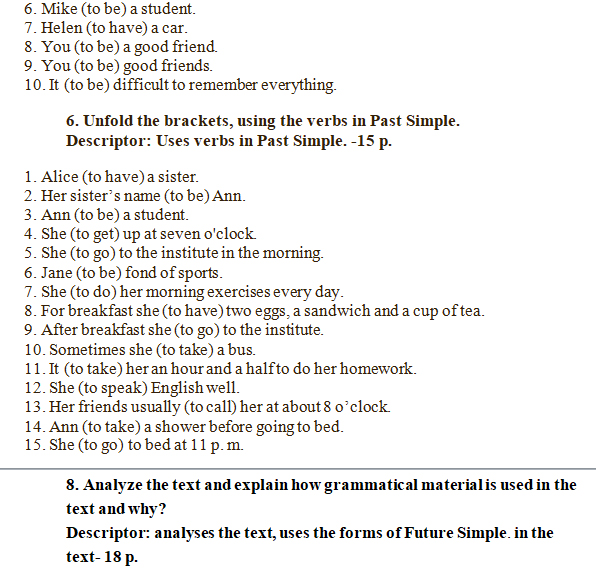 6. Mike (to be) a student.
7. Helen (to have) a car.
8. You (to be) a good friend.
9. You (to be) good friends.
10. It (to be) difficult to remember everything.
6. Unfold the brackets, using the verbs in Past Simple.
Descriptor: Uses verbs in Past Simple. -15 p.
1. Alice (to have) a sister.
2. Her sister’s name (to be) Ann.
3. Ann (to be) a student.
4. She (to get) up at seven o'clock.
5. She (to go) to the institute in the morning.
6. Jane (to be) fond of sports.
7. She (to do) her morning exercises every day.
8. For breakfast she (to have) two eggs, a sandwich and a cup of tea.
9. After breakfast she (to go) to the institute.
10. Sometimes she (to take) a bus.
11. It (to take) her an hour and a half to do her homework.
12. She (to speak) English well.
13. Her friends usually (to call) her at about 8 o’clock.
14. Ann (to take) a shower before going to bed.
15. She (to go) to bed at 11 p. m.
8. Analyze the text and explain how grammatical material is used in the
text and why?
Descriptor: analyses the text, uses the forms of Future Simple. in the
text- 18 p.